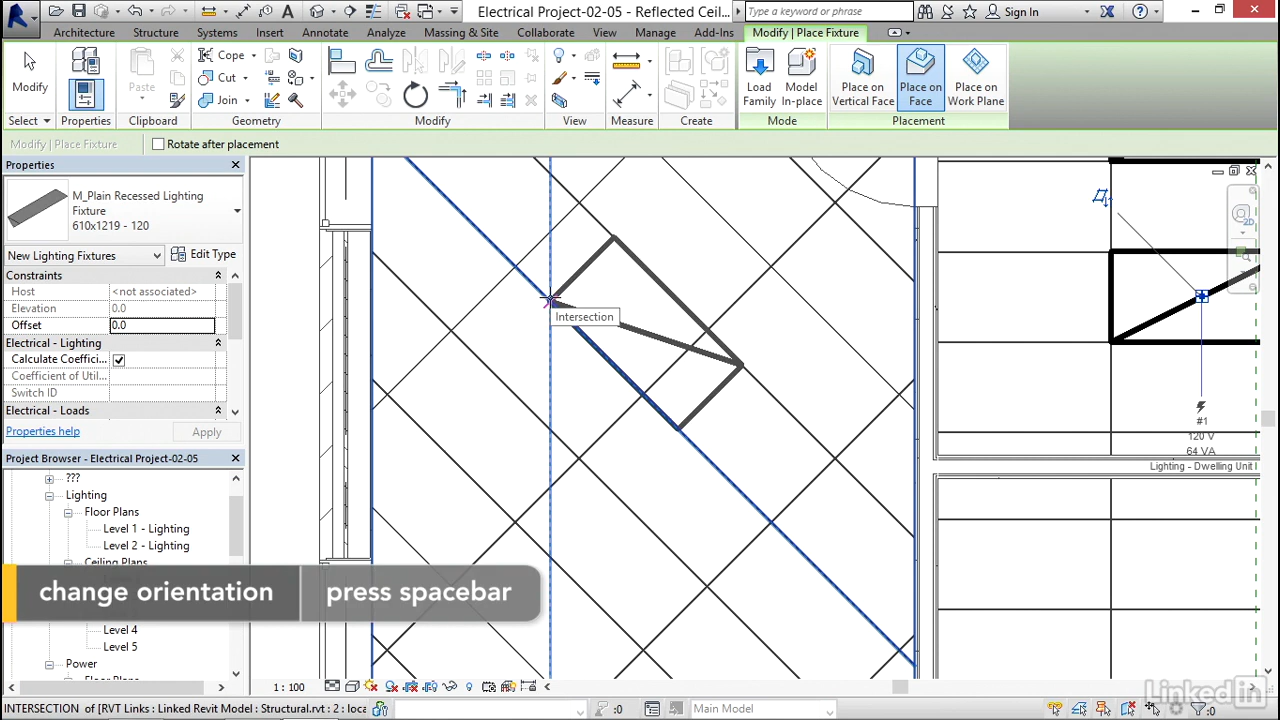 Electrical Project-02-05 - Reflected Ceil...
Type a keyword or phrase
Sign In
Architecture Structure Systems Insert Annotate Analyze Massing & Site Collaborate View Manage Add-Ins Modify | Place Fixture
Modify
Paste
Cope
Cut
Join
Load Family
Model In-place
Place on Vertical Face
Place on Face
Place on Work Plane
Select Properties Clipboard Geometry Modify View Measure Create Mode Placement
Modify | Place Fixture
Rotate after placement
Properties
M_Plain Recessed Lighting
Fixture
610x1219 - 120
New Lighting Fixtures
Edit Type
Constraints
Host <not associated>
Elevation 0.0
Offset 0.0
Electrical - Lighting
Calculate Coeffici...
Coefficient of Util...
Switch ID
Electrical - Loads
Properties help
Apply
Project Browser - Electrical Project-02-05
???
Lighting
Floor Plans
Level 1 - Lighting
Level 2 - Lighting
Ceiling Plans
Level 4
Level 5
Power
Intersection
2D
#1
120 V
64 VA
Lighting - Dwelling Unit
change orientation
press spacebar
1 : 100
INTERSECTION of [RVT Links : Linked Revit Model : Structural.rvt : 2 : loca
:0
Main Model
:0
Linked in